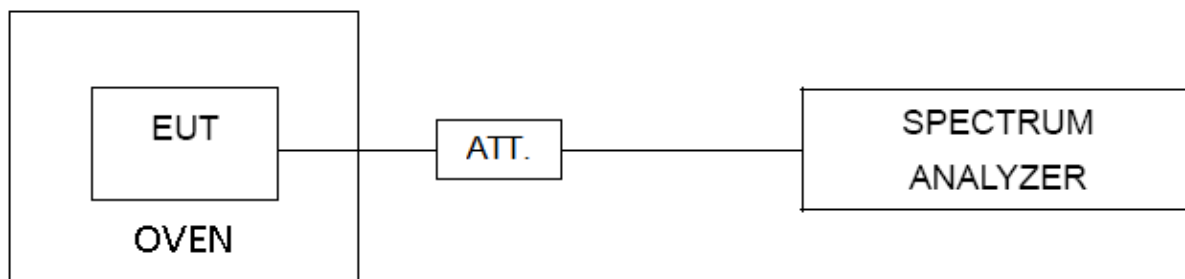 EUT
OVEN
ATT.
SPECTRUM
ANALYZER